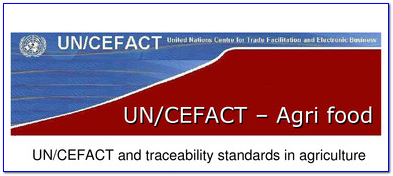 UN/CEFACT United Nations Centre for Trade Facilitation and Electronic Business
UN/CEFACT – Agri food
UN/CEFACT and traceability standards in agriculture